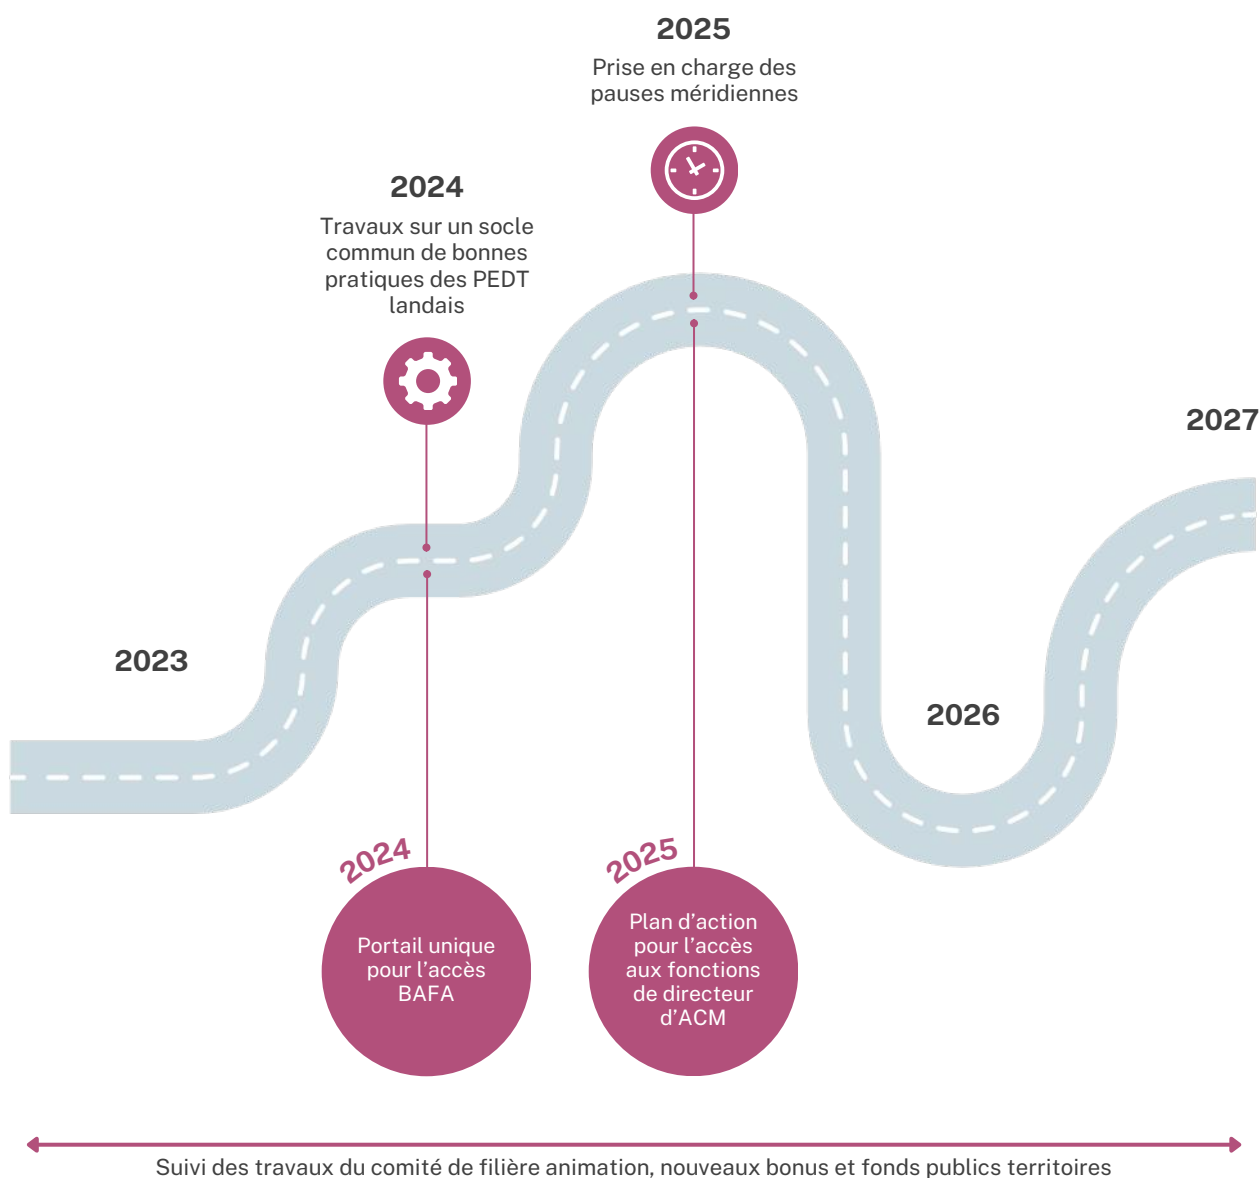 2025
Prise en charge des
pauses méridiennes
2024
Travaux sur un socle
commun de bonnes
pratiques des PEDT
landais
2027
2023
2026
2024
Portail unique
pour l’accès
BAFA
2025
Plan d’action
pour l’accès
aux fonctions
de directeur
d’ACM
Suivi des travaux du comité de filière animation, nouveaux bonus et fonds publics territoires